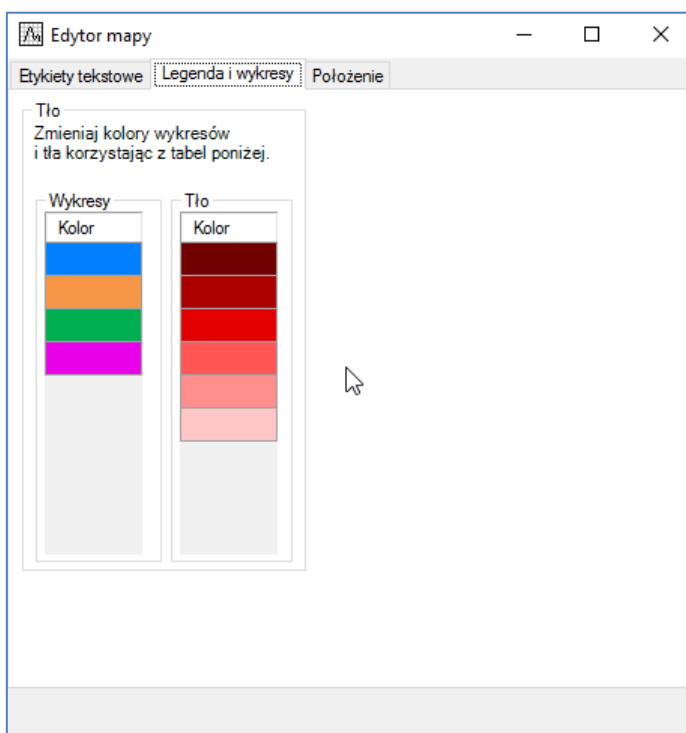 Edytor mapy
Etykiety tekstowe Legenda i wykresy Położenie
Tło
Zmieniaj kolory wykresów
i tła korzystając z tabel poniżej.
Wykresy Tło
Kolor Kolor